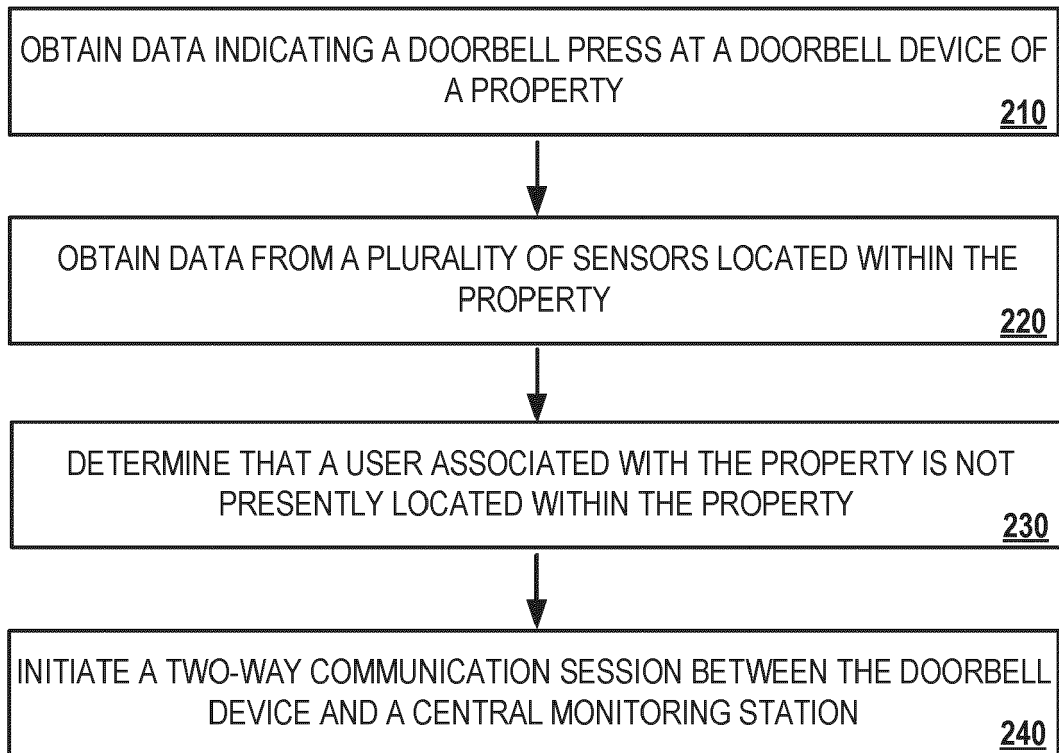 OBTAIN DATA INDICATING A DOORBELL PRESS AT A DOORBELL DEVICE OF
A PROPERTY
210
OBTAIN DATA FROM A PLURALITY OF SENSORS LOCATED WITHIN THE
PROPERTY
220
DETERMINE THAT A USER ASSOCIATED WITH THE PROPERTY IS NOT
PRESENTLY LOCATED WITHIN THE PROPERTY
230
INITIATE A TWO-WAY COMMUNICATION SESSION BETWEEN THE DOORBELL
DEVICE AND A CENTRAL MONITORING STATION
240